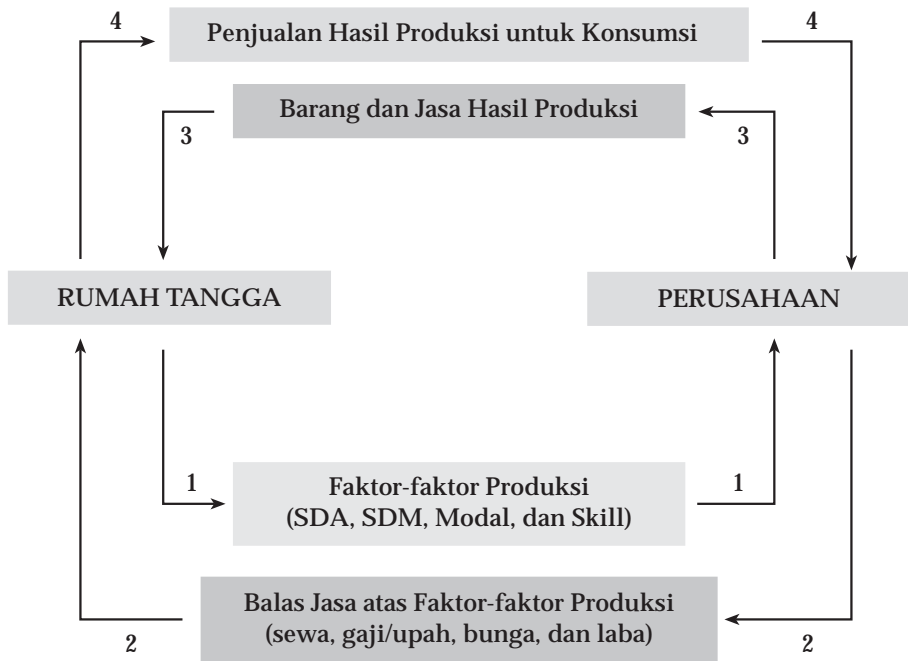 4
Penjualan Hasil Produksi untuk Konsumsi
4
Barang dan Jasa Hasil Produksi
3
3
RUMAH TANGGA
PERUSAHAAN
1
Faktor-faktor Produksi
(SDA, SDM, Modal, dan Skill)
1
Balas Jasa atas Faktor-faktor Produksi
(sewa, gaji/upah, bunga, dan laba)
2
2